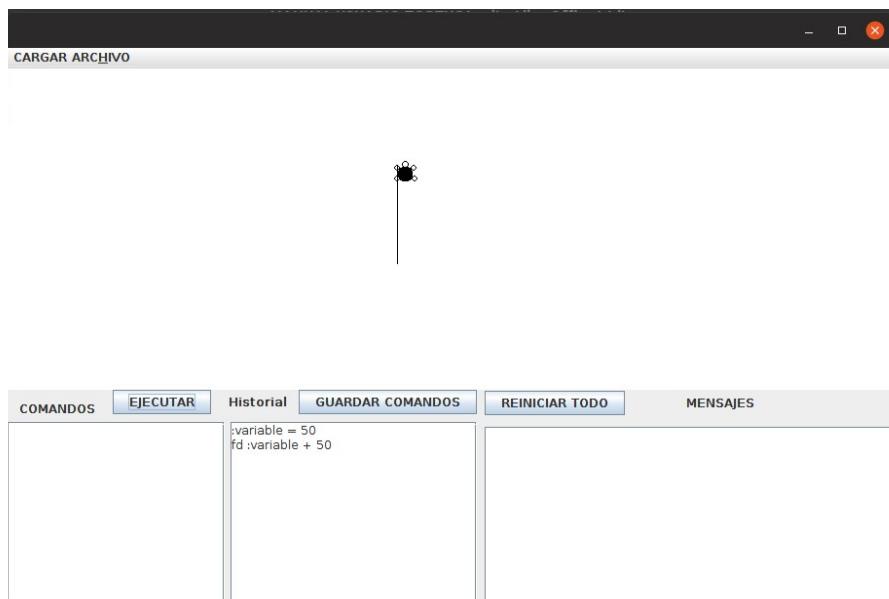 CARGAR ARCHIVO
COMANDOS
EJECUTAR
Historial
GUARDAR COMANDOS
REINICIAR TODO
MENSAJES
:variable = 50
fd :variable + 50